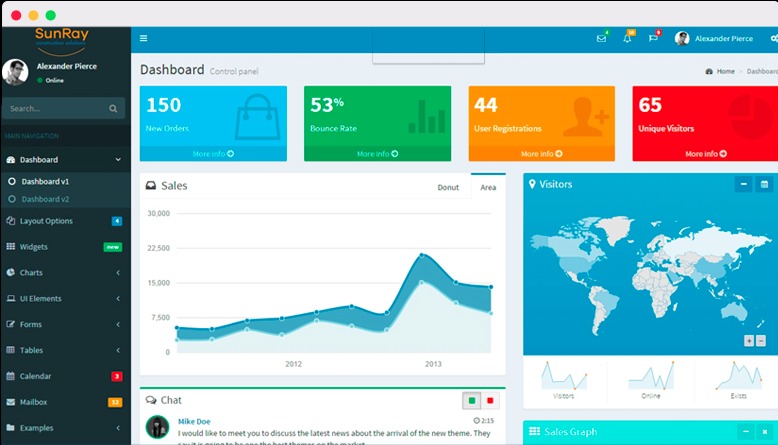 SunRay
construction solutions
Alexander Pierce
Online
Search...
MAIN NAVIGATION
Dashboard
Dashboard v1
Dashboard v2
Layout Options 4
Widgets new
Charts
UI Elements
Forms
Tables
Calendar 3
Mailbox 12
Examples
4 10 9 Alexander Pierce
Dashboard Control panel
Home > Dashboard
150
New Orders
More info
53%
Bounce Rate
More info
44
User Registrations
More info
65
Unique Visitors
More info
Sales
Donut Area
30,000
22,500
15,000
7,500
0
2012 2013
Visitors
+ −
Visitors Online Exists
Chat
Mike Doe 2:15
I would like to meet you to discuss the latest news about the arrival of the new theme. They
say it is going to be one the best themes on the market
Sales Graph